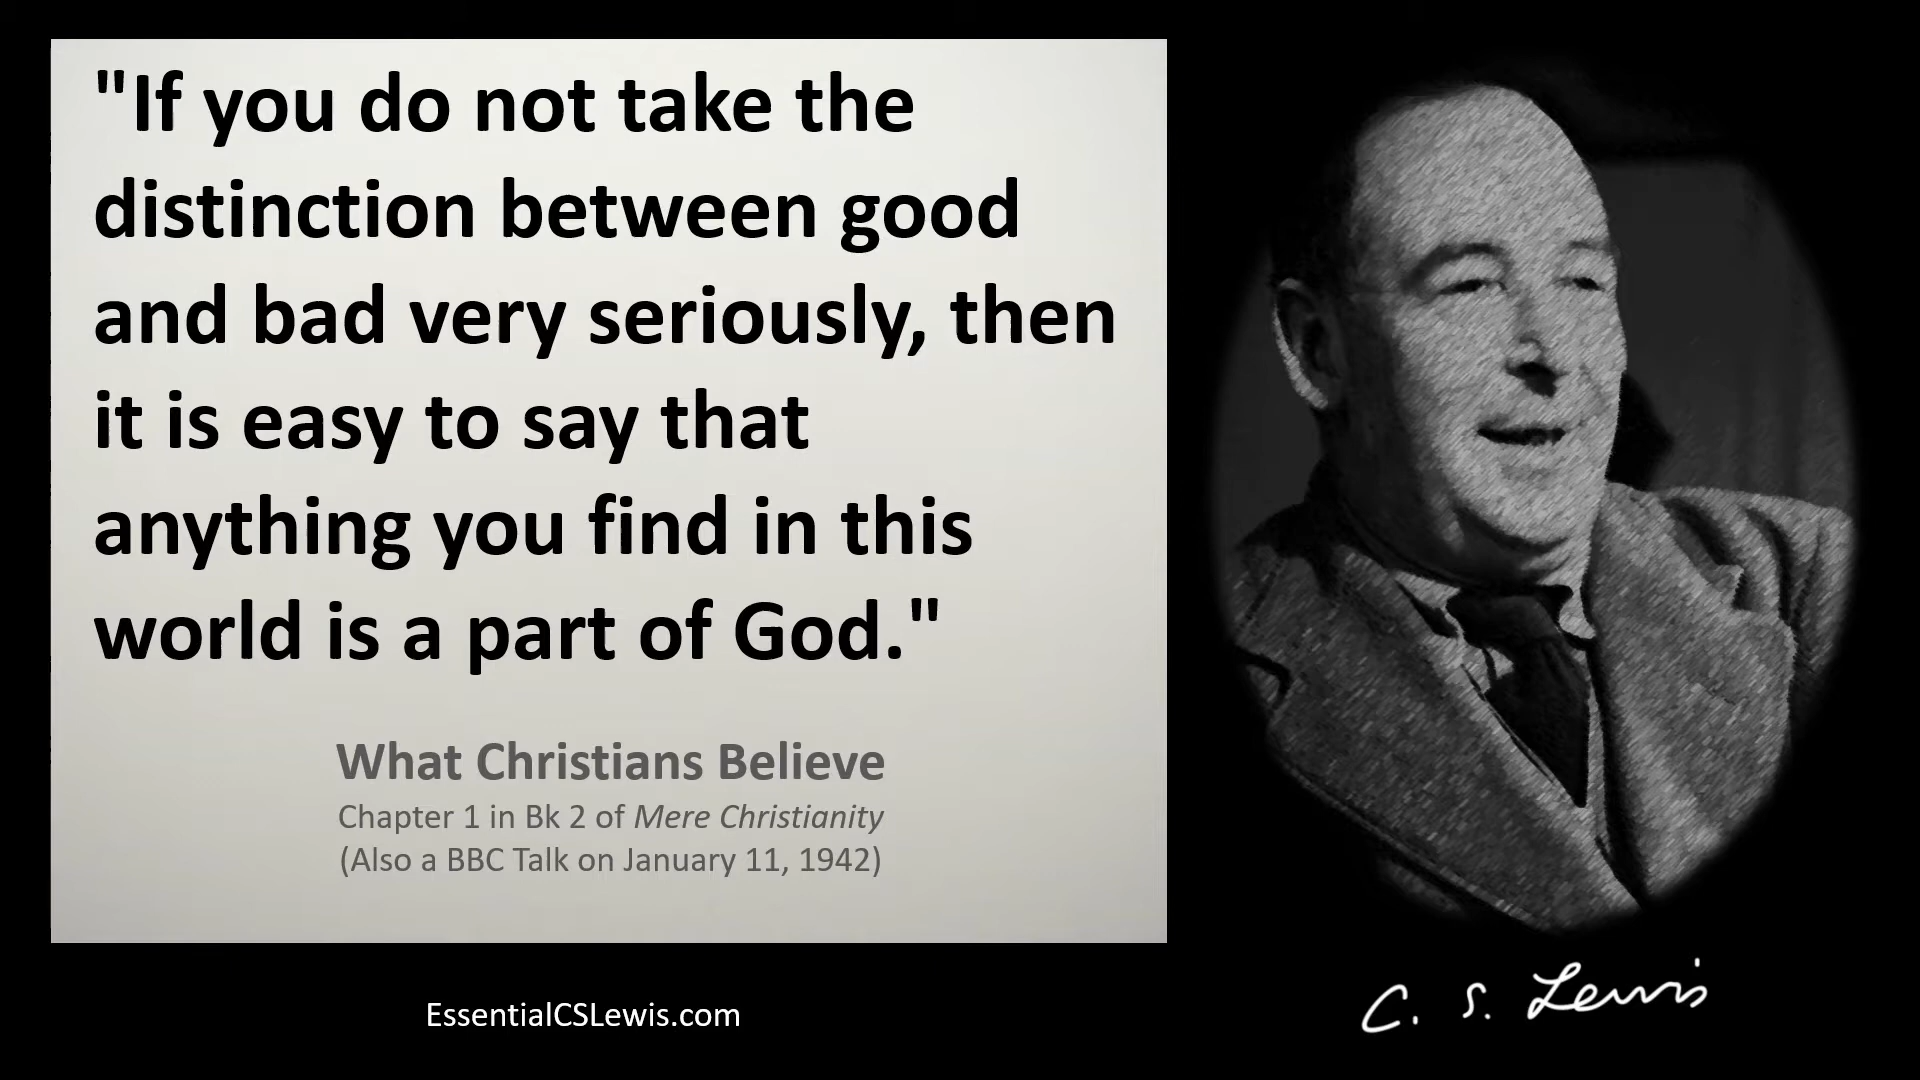 "If you do not take the
distinction between good
and bad very seriously, then
it is easy to say that
anything you find in this
world is a part of God."
What Christians Believe
Chapter 1 in Bk 2 of Mere Christianity
(Also a BBC Talk on January 11, 1942)
EssentialCSLewis.com
C. S. Lewis